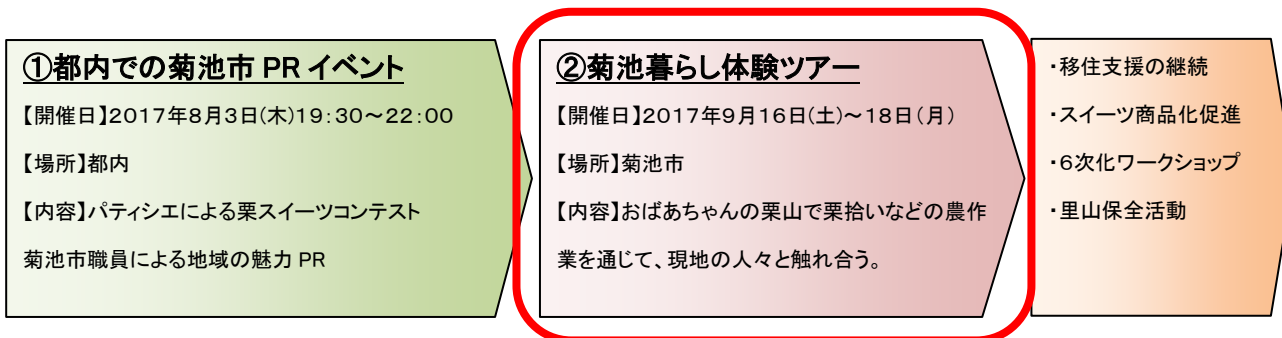 ①都内での菊池市 PR イベント
【開催日】2017年8月3日(木)19:30~22:00
【場所】都内
【内容】パティシエによる栗スイーツコンテスト
菊池市職員による地域の魅力 PR
②菊池暮らし体験ツアー
【開催日】2017年9月16日(土)~18日(月)
【場所】菊池市
【内容】おばあちゃんの栗山で栗拾いなどの農作
業を通じて、現地の人々と触れ合う。
・移住支援の継続
・スイーツ商品化促進
・6次化ワークショップ
・里山保全活動